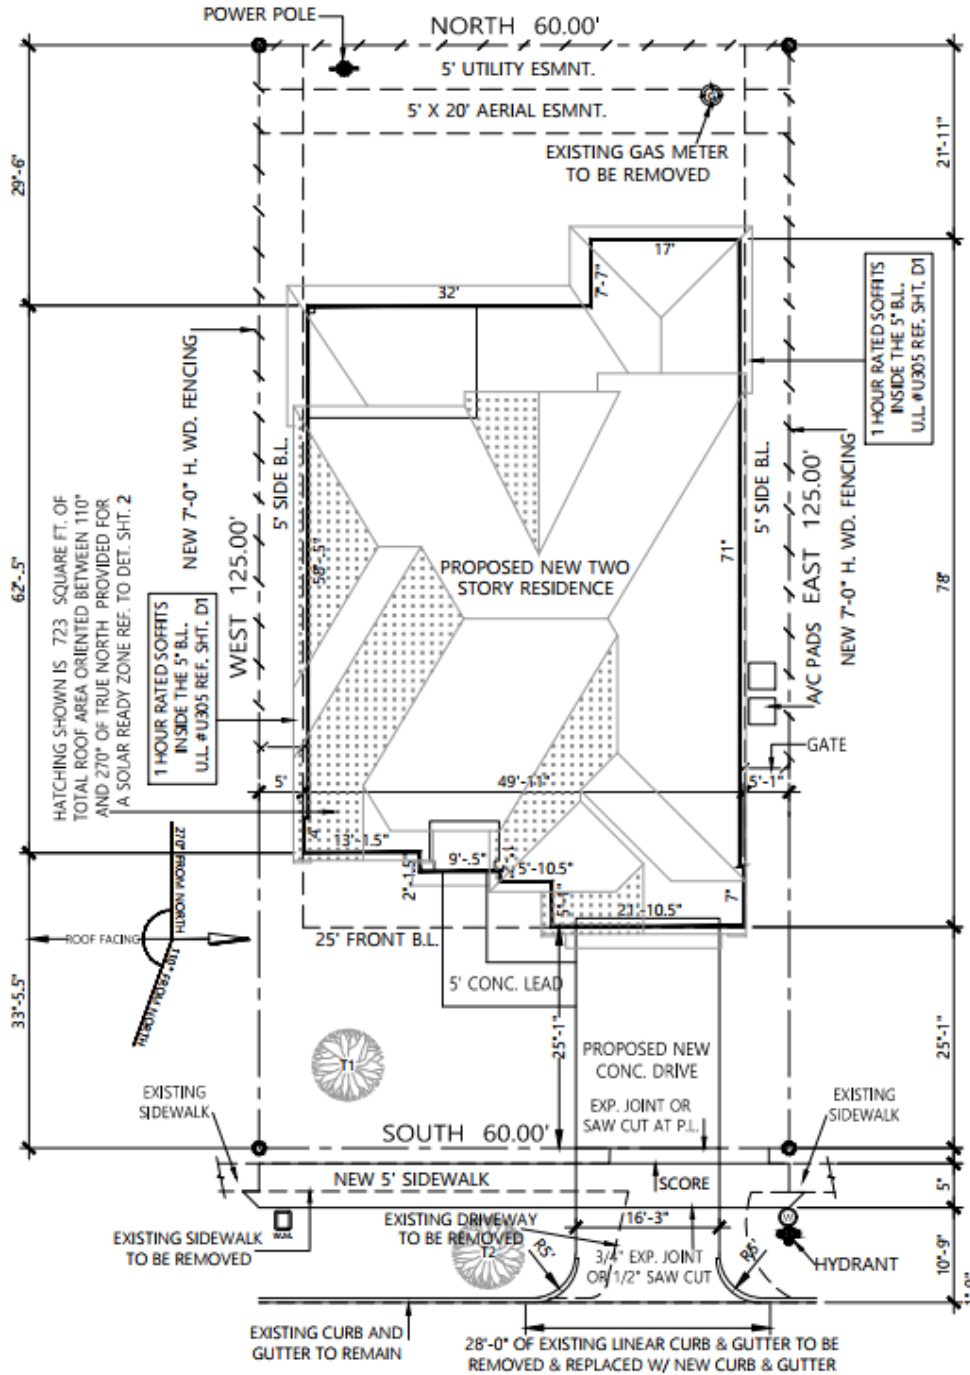 POWER POLE
NORTH 60.00'
5' UTILITY ESMNT.
5' X 20' AERIAL ESMNT.
EXISTING GAS METER
TO BE REMOVED
29'-6"
21'-11"
17'
7'-7"
32'
1 HOUR RATED SOFFITS
INSIDE THE 5' B.L.
U.L. #U305 REF. SHT. D1
NEW 7'-0" H. WD. FENCING
5' SIDE B.L.
WEST 125.00'
62'-.5"
58'-.5"
PROPOSED NEW TWO
STORY RESIDENCE
71'
5' SIDE B.L.
EAST 125.00'
NEW 7'-0" H. WD. FENCING
78'
A/C PADS
GATE
HATCHING SHOWN IS 723 SQUARE FT. OF
TOTAL ROOF AREA ORIENTED BETWEEN 110°
AND 270° OF TRUE NORTH PROVIDED FOR
A SOLAR READY ZONE REF. TO DET. SHT. 2
1 HOUR RATED SOFFITS
INSIDE THE 5' B.L.
U.L. #U305 REF. SHT. D1
5'
49'-11"
5'-1"
4'
13'-1.5"
2'-1.5"
9'-.5"
5'-10.5"
5'-1"
21'-10.5"
7'
270° FROM NORTH
ROOF FACING
110° FROM NORTH
25' FRONT B.L.
5' CONC. LEAD
33'-5.5"
25'-1"
25'-1"
PROPOSED NEW
CONC. DRIVE
EXP. JOINT OR
SAW CUT AT P.L.
T1
EXISTING
SIDEWALK
EXISTING
SIDEWALK
SOUTH 60.00'
NEW 5' SIDEWALK
SCORE
5'
EXISTING SIDEWALK
TO BE REMOVED
EXISTING DRIVEWAY
TO BE REMOVED
T2
16'-3"
3/4" EXP. JOINT
OR 1/2" SAW CUT
R5'
R5'
W
HYDRANT
10'-9"
EXISTING CURB AND
GUTTER TO REMAIN
28'-0" OF EXISTING LINEAR CURB & GUTTER TO BE
REMOVED & REPLACED W/ NEW CURB & GUTTER